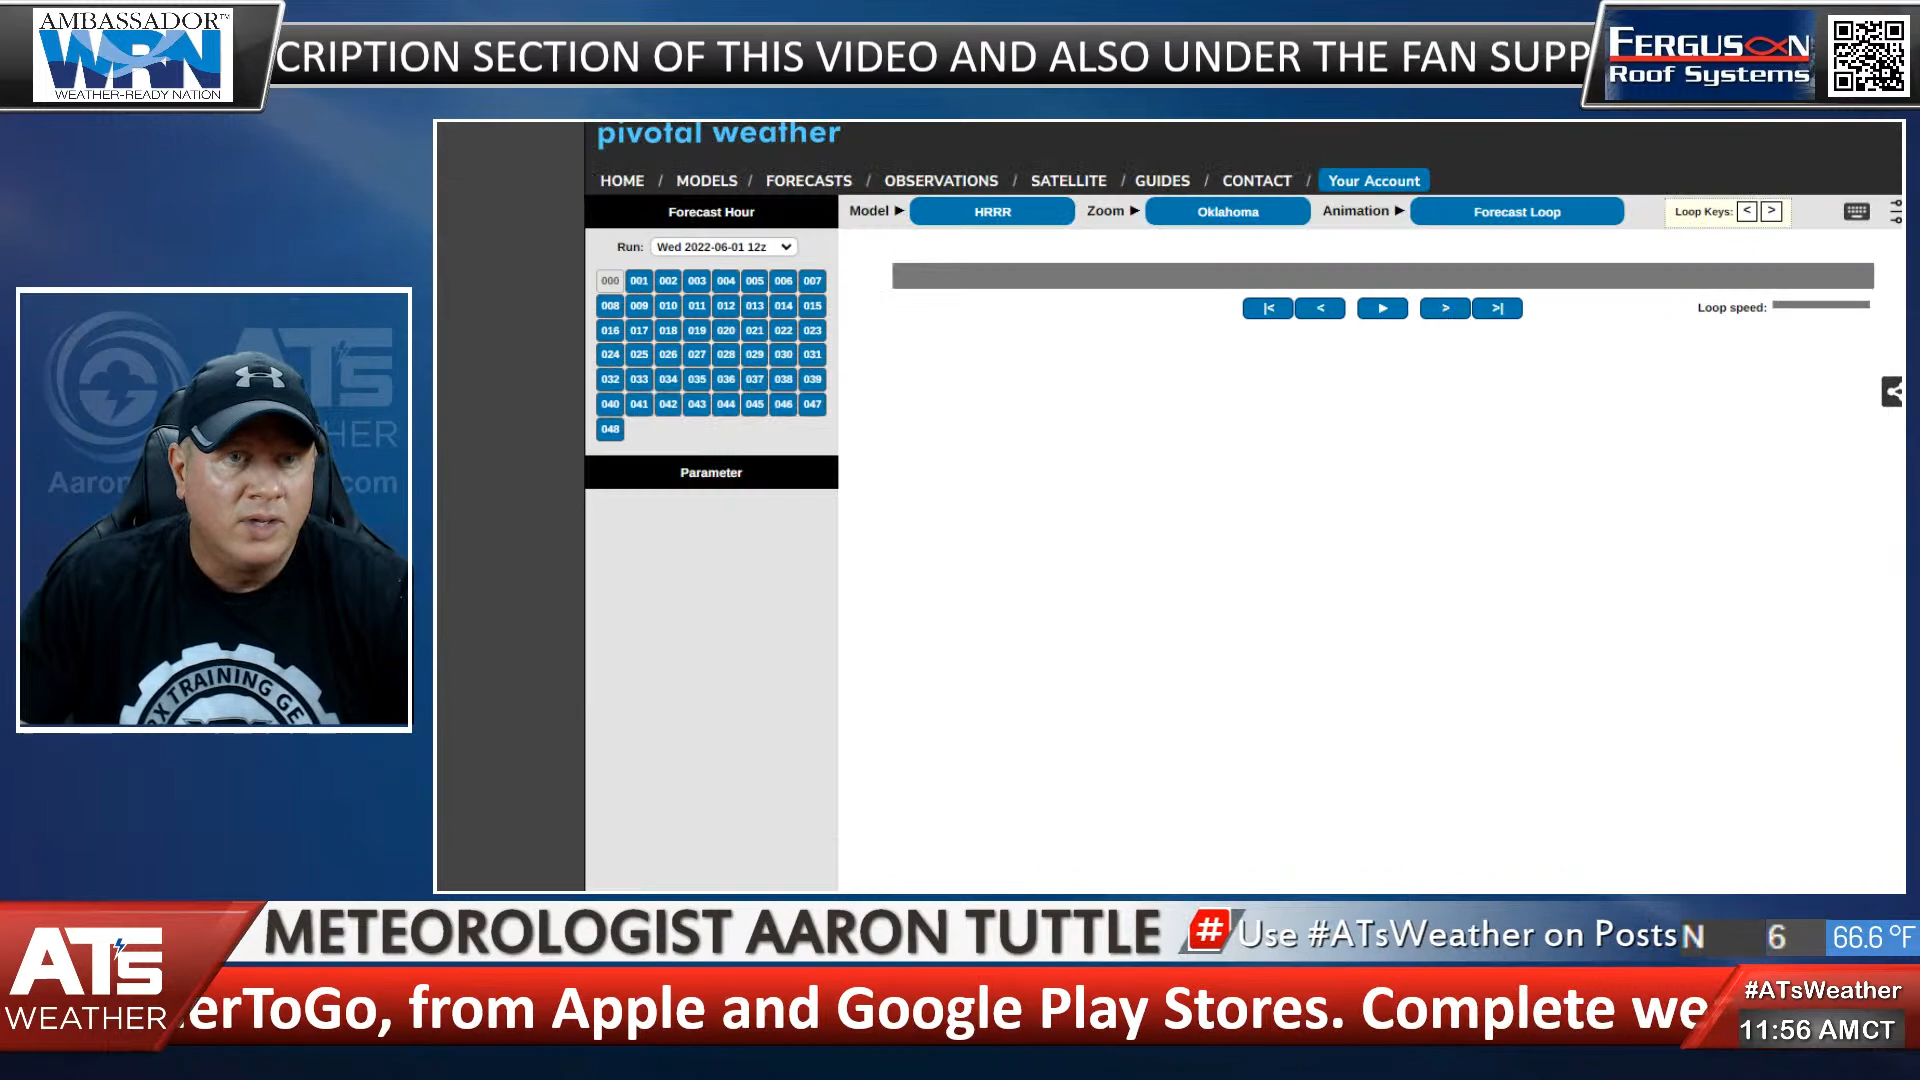 AMBASSADOR™
WRN
WEATHER-READY NATION
CRIPTION SECTION OF THIS VIDEO AND ALSO UNDER THE FAN SUPP
FERGUSON
Roof Systems
pivotal weather
HOME / MODELS / FORECASTS / OBSERVATIONS / SATELLITE / GUIDES / CONTACT / Your Account
Forecast Hour
Model ▶ HRRR Zoom ▶ Oklahoma Animation ▶ Forecast Loop Loop Keys: < >
Run: Wed 2022-06-01 12z
000 001 002 003 004 005 006 007
008 009 010 011 012 013 014 015
016 017 018 019 020 021 022 023
024 025 026 027 028 029 030 031
032 033 034 035 036 037 038 039
040 041 042 043 044 045 046 047
048
|< < ▶ > >| Loop speed:
Parameter
ATs
HER
Aaron
.com
X TRAINING GE
METEOROLOGIST AARON TUTTLE
# Use #ATsWeather on Posts
N 6 66.6 °F
ATs
WEATHER
erToGo, from Apple and Google Play Stores. Complete we
#ATsWeather
11:56 AM CT